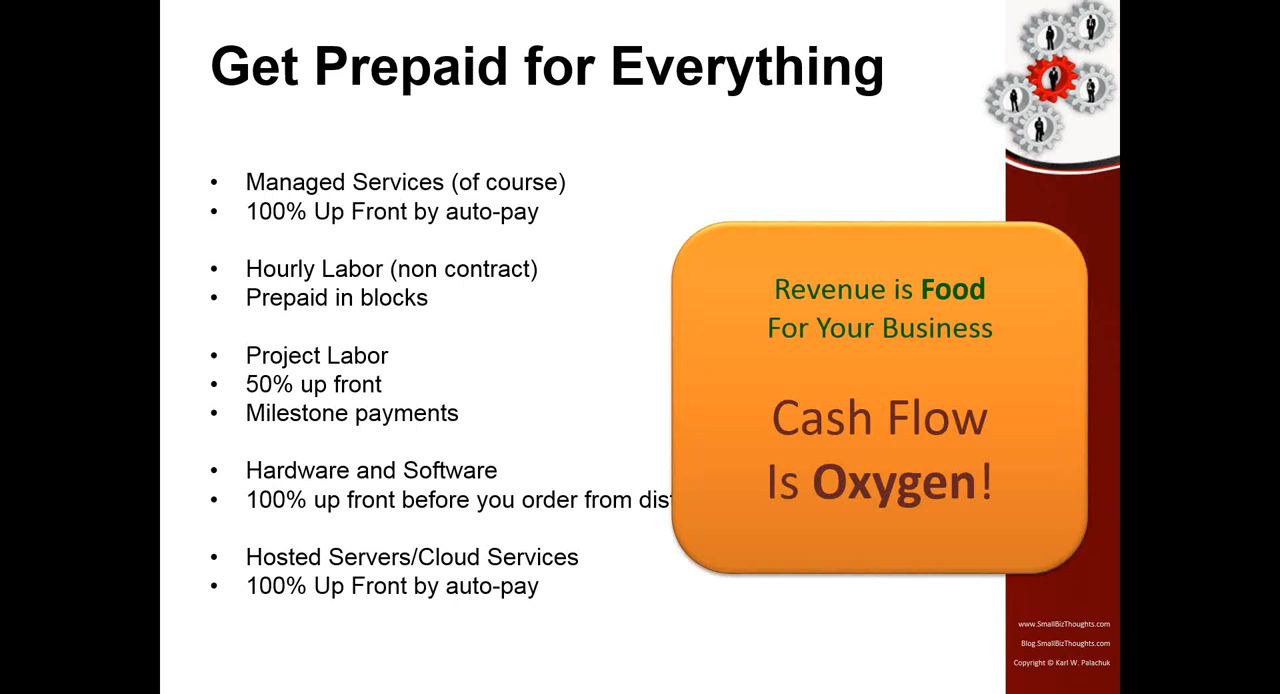 Get Prepaid for Everything
• Managed Services (of course)
• 100% Up Front by auto-pay
• Hourly Labor (non contract)
• Prepaid in blocks
• Project Labor
• 50% up front
• Milestone payments
• Hardware and Software
• 100% up front before you order from
• Hosted Servers/Cloud Services
• 100% Up Front by auto-pay
Revenue is Food
For Your Business
Cash Flow
Is Oxygen!
www.SmallBizThoughts.com
Blog.SmallBizThoughts.com
Copyright © Karl W. Palachuk